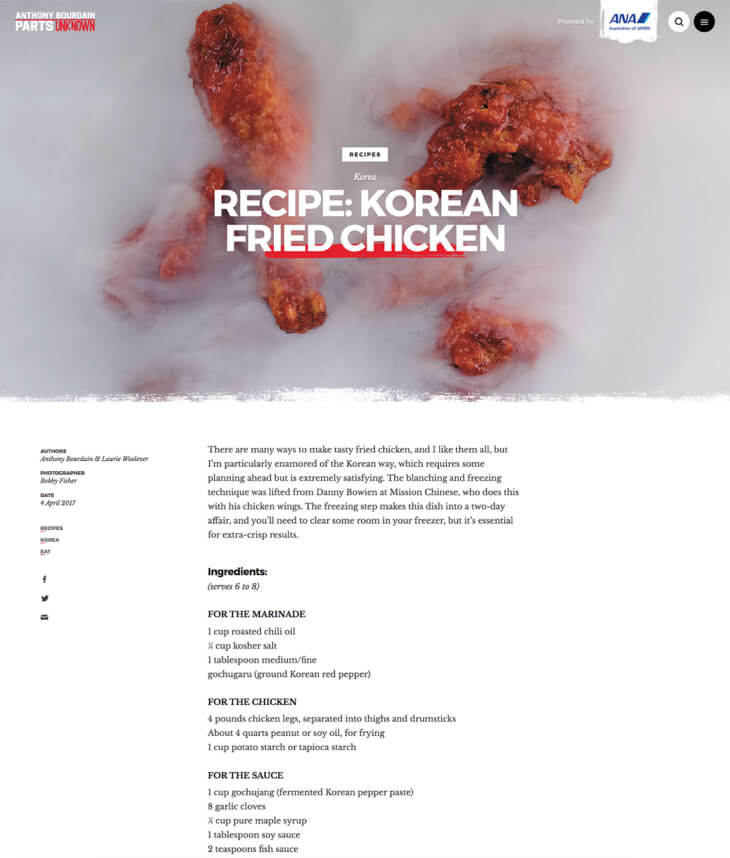 ANTHONY BOURDAIN
PARTS UNKNOWN
Presented by
ANA
Inspiration of JAPAN
RECIPES
Korea
RECIPE: KOREAN
FRIED CHICKEN
AUTHORS
Anthony Bourdain & Laurie Woolever
PHOTOGRAPHER
Bobby Fisher
DATE
4 April 2017
RECIPES
KOREA
EAT
There are many ways to make tasty fried chicken, and I like them all, but
I'm particularly enamored of the Korean way, which requires some
planning ahead but is extremely satisfying. The blanching and freezing
technique was lifted from Danny Bowien at Mission Chinese, who does this
with his chicken wings. The freezing step makes this dish into a two-day
affair, and you'll need to clear some room in your freezer, but it's essential
for extra-crisp results.
Ingredients:
(serves 6 to 8)
FOR THE MARINADE
1 cup roasted chili oil
cup kosher salt
1 tablespoon medium/fine
gochugaru (ground Korean red pepper)
FOR THE CHICKEN
4 pounds chicken legs, separated into thighs and drumsticks
About 4 quarts peanut or soy oil, for frying
1 cup potato starch or tapioca starch
FOR THE SAUCE
1 cup gochujang (fermented Korean pepper paste)
8 garlic cloves
cup pure maple syrup
1 tablespoon soy sauce
2 teaspoons fish sauce